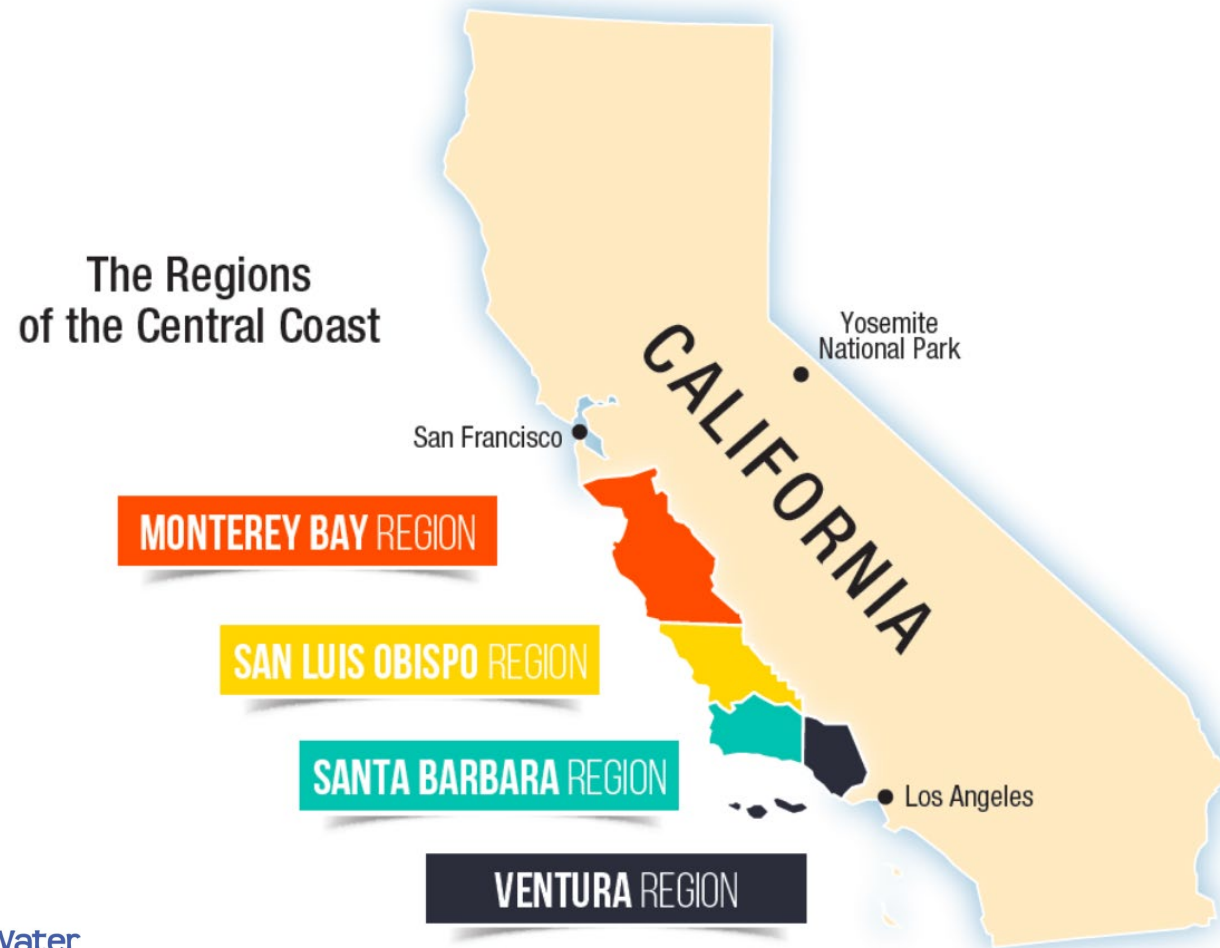 The Regions
of the Central Coast
Yosemite
National Park
CALIFORNIA
San Francisco
MONTEREY BAY REGION
SAN LUIS OBISPO REGION
SANTA BARBARA REGION
Los Angeles
VENTURA REGION
Water